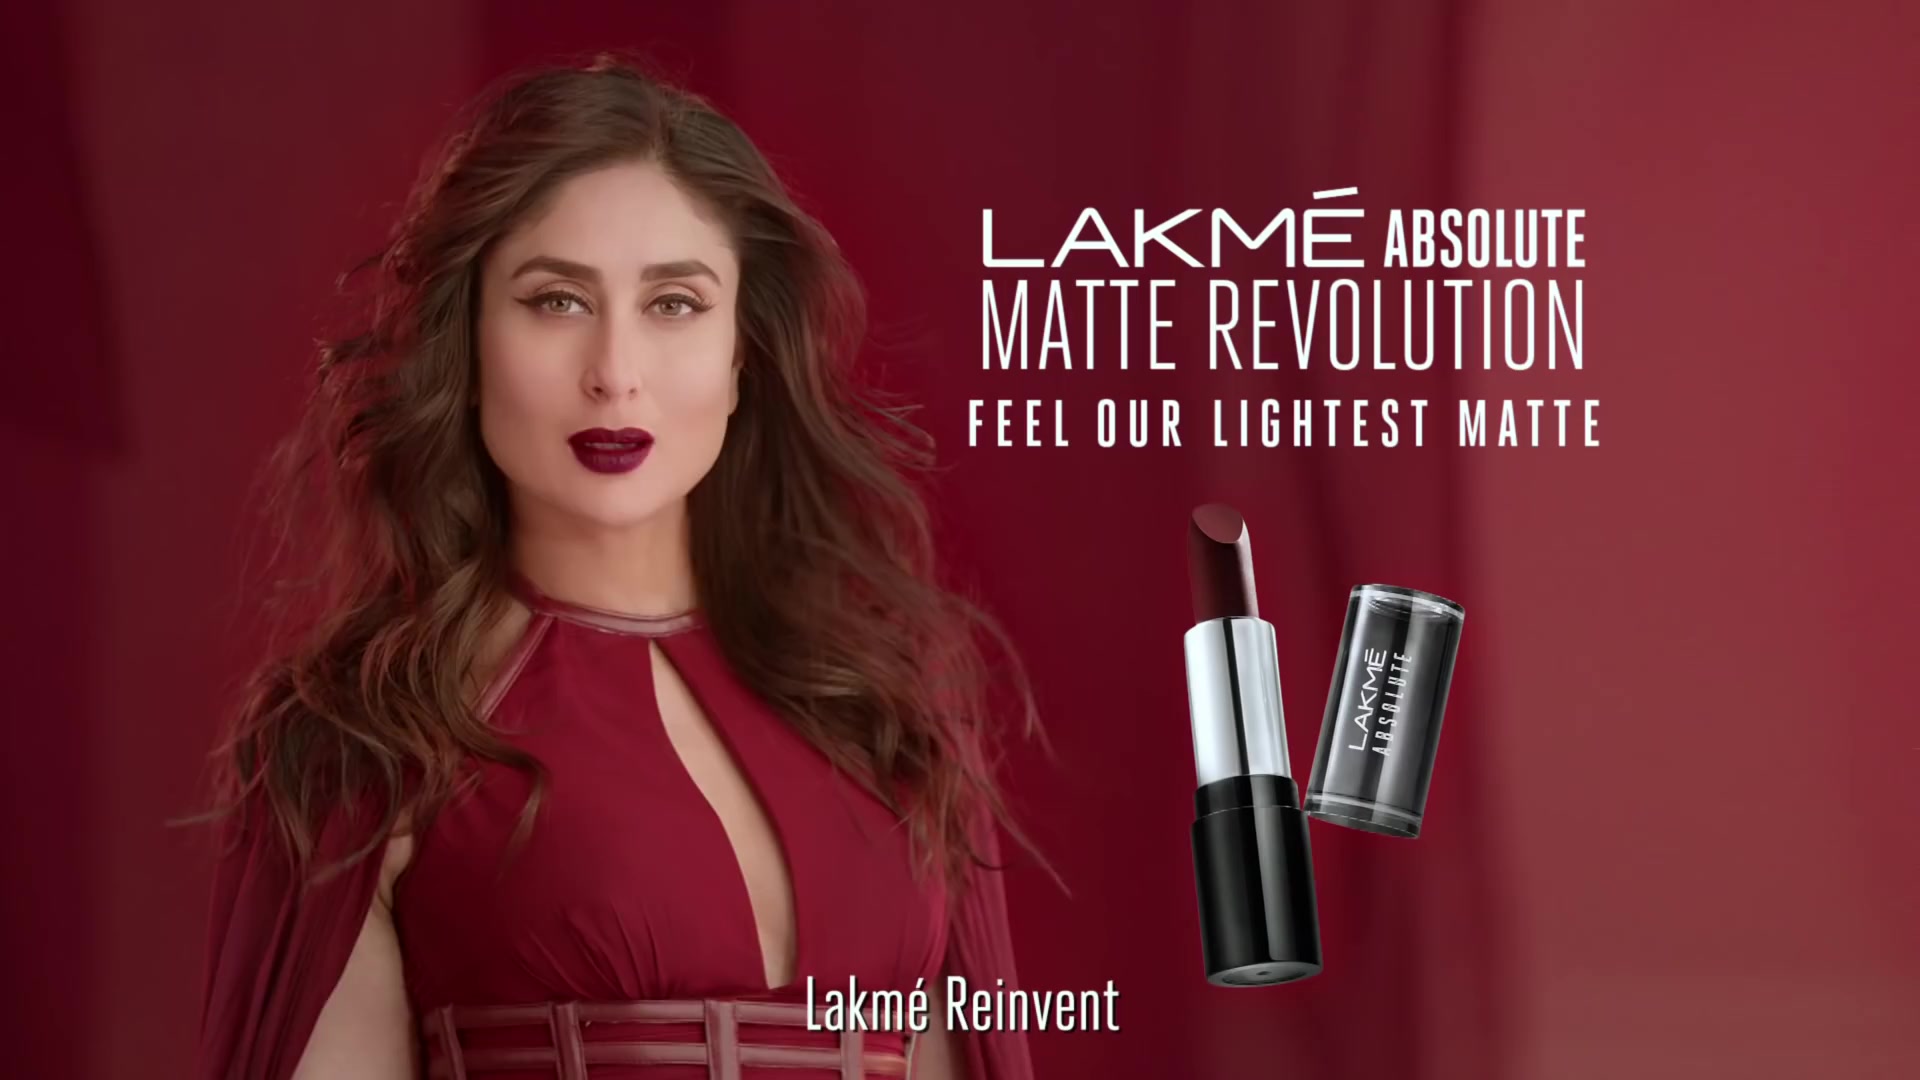 LAKMÉ ABSOLUTE
MATTE REVOLUTION
FEEL OUR LIGHTEST MATTE
LAKMÉ
ABSOLUTE
Lakmé Reinvent